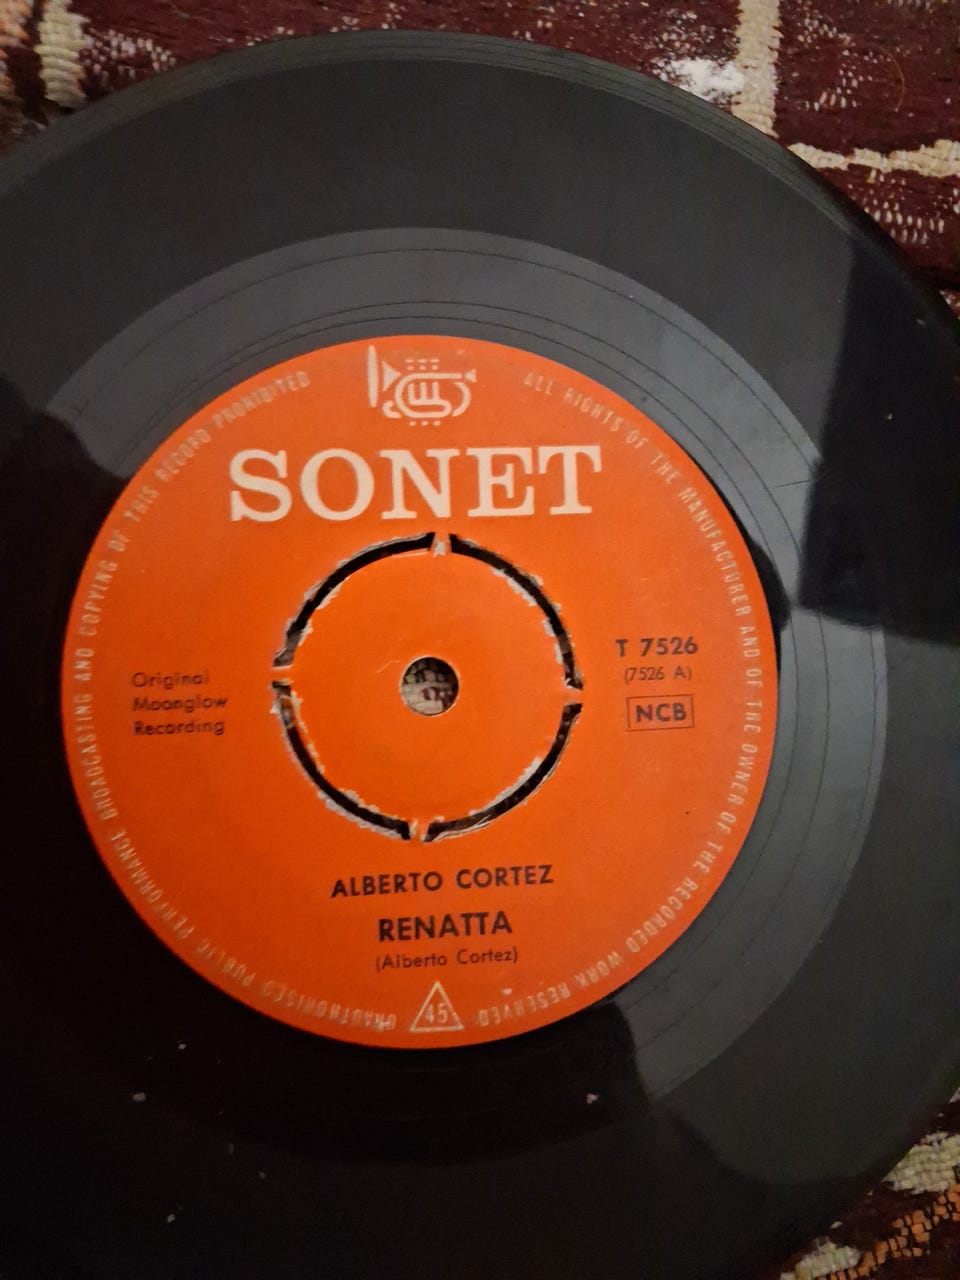 SONET
T 7526
(7526 A)
NCB
Original
Moonglow
Recording
ALBERTO CORTEZ
RENATTA
(Alberto Cortez)
45
ALL RIGHTS OF THE MANUFACTURER AND OF THE OWNER OF THE RECORDED WORK RESERVED
UNAUTHORISED PUBLIC PERFORMANCE BROADCASTING AND COPYING OF THIS RECORD PROHIBITED